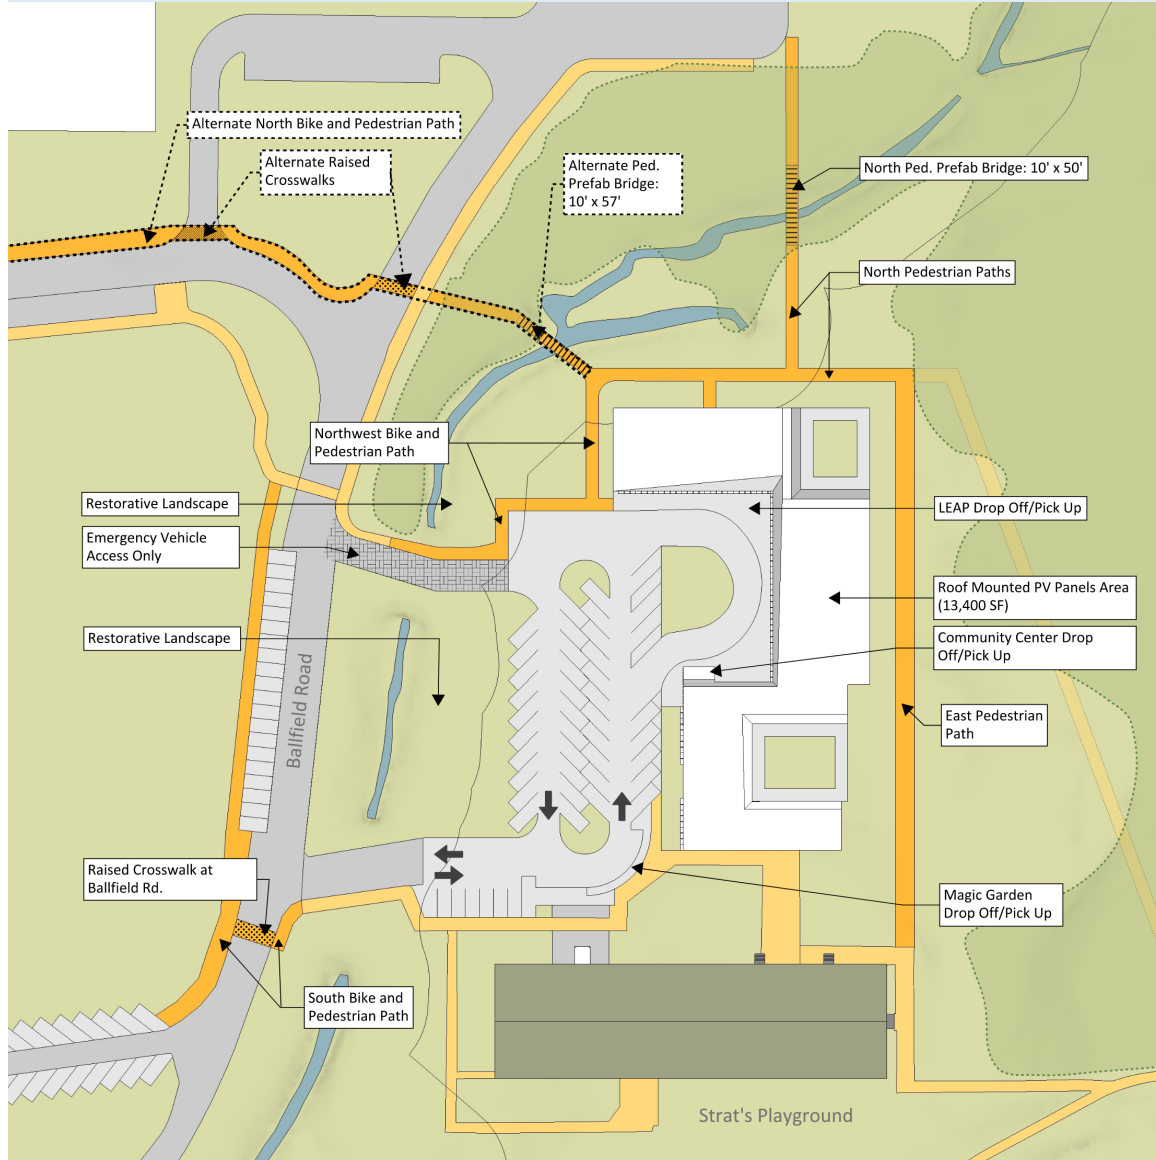 Alternate North Bike and Pedestrian Path
Alternate Raised
Crosswalks
Alternate Ped.
Prefab Bridge:
10' x 57'
North Ped. Prefab Bridge: 10' x 50'
North Pedestrian Paths
Northwest Bike and
Pedestrian Path
Restorative Landscape
Emergency Vehicle
Access Only
LEAP Drop Off/Pick Up
Roof Mounted PV Panels Area
(13,400 SF)
Restorative Landscape
Community Center Drop
Off/Pick Up
Ballfield Road
East Pedestrian
Path
Raised Crosswalk at
Ballfield Rd.
Magic Garden
Drop Off/Pick Up
South Bike and
Pedestrian Path
Strat's Playground